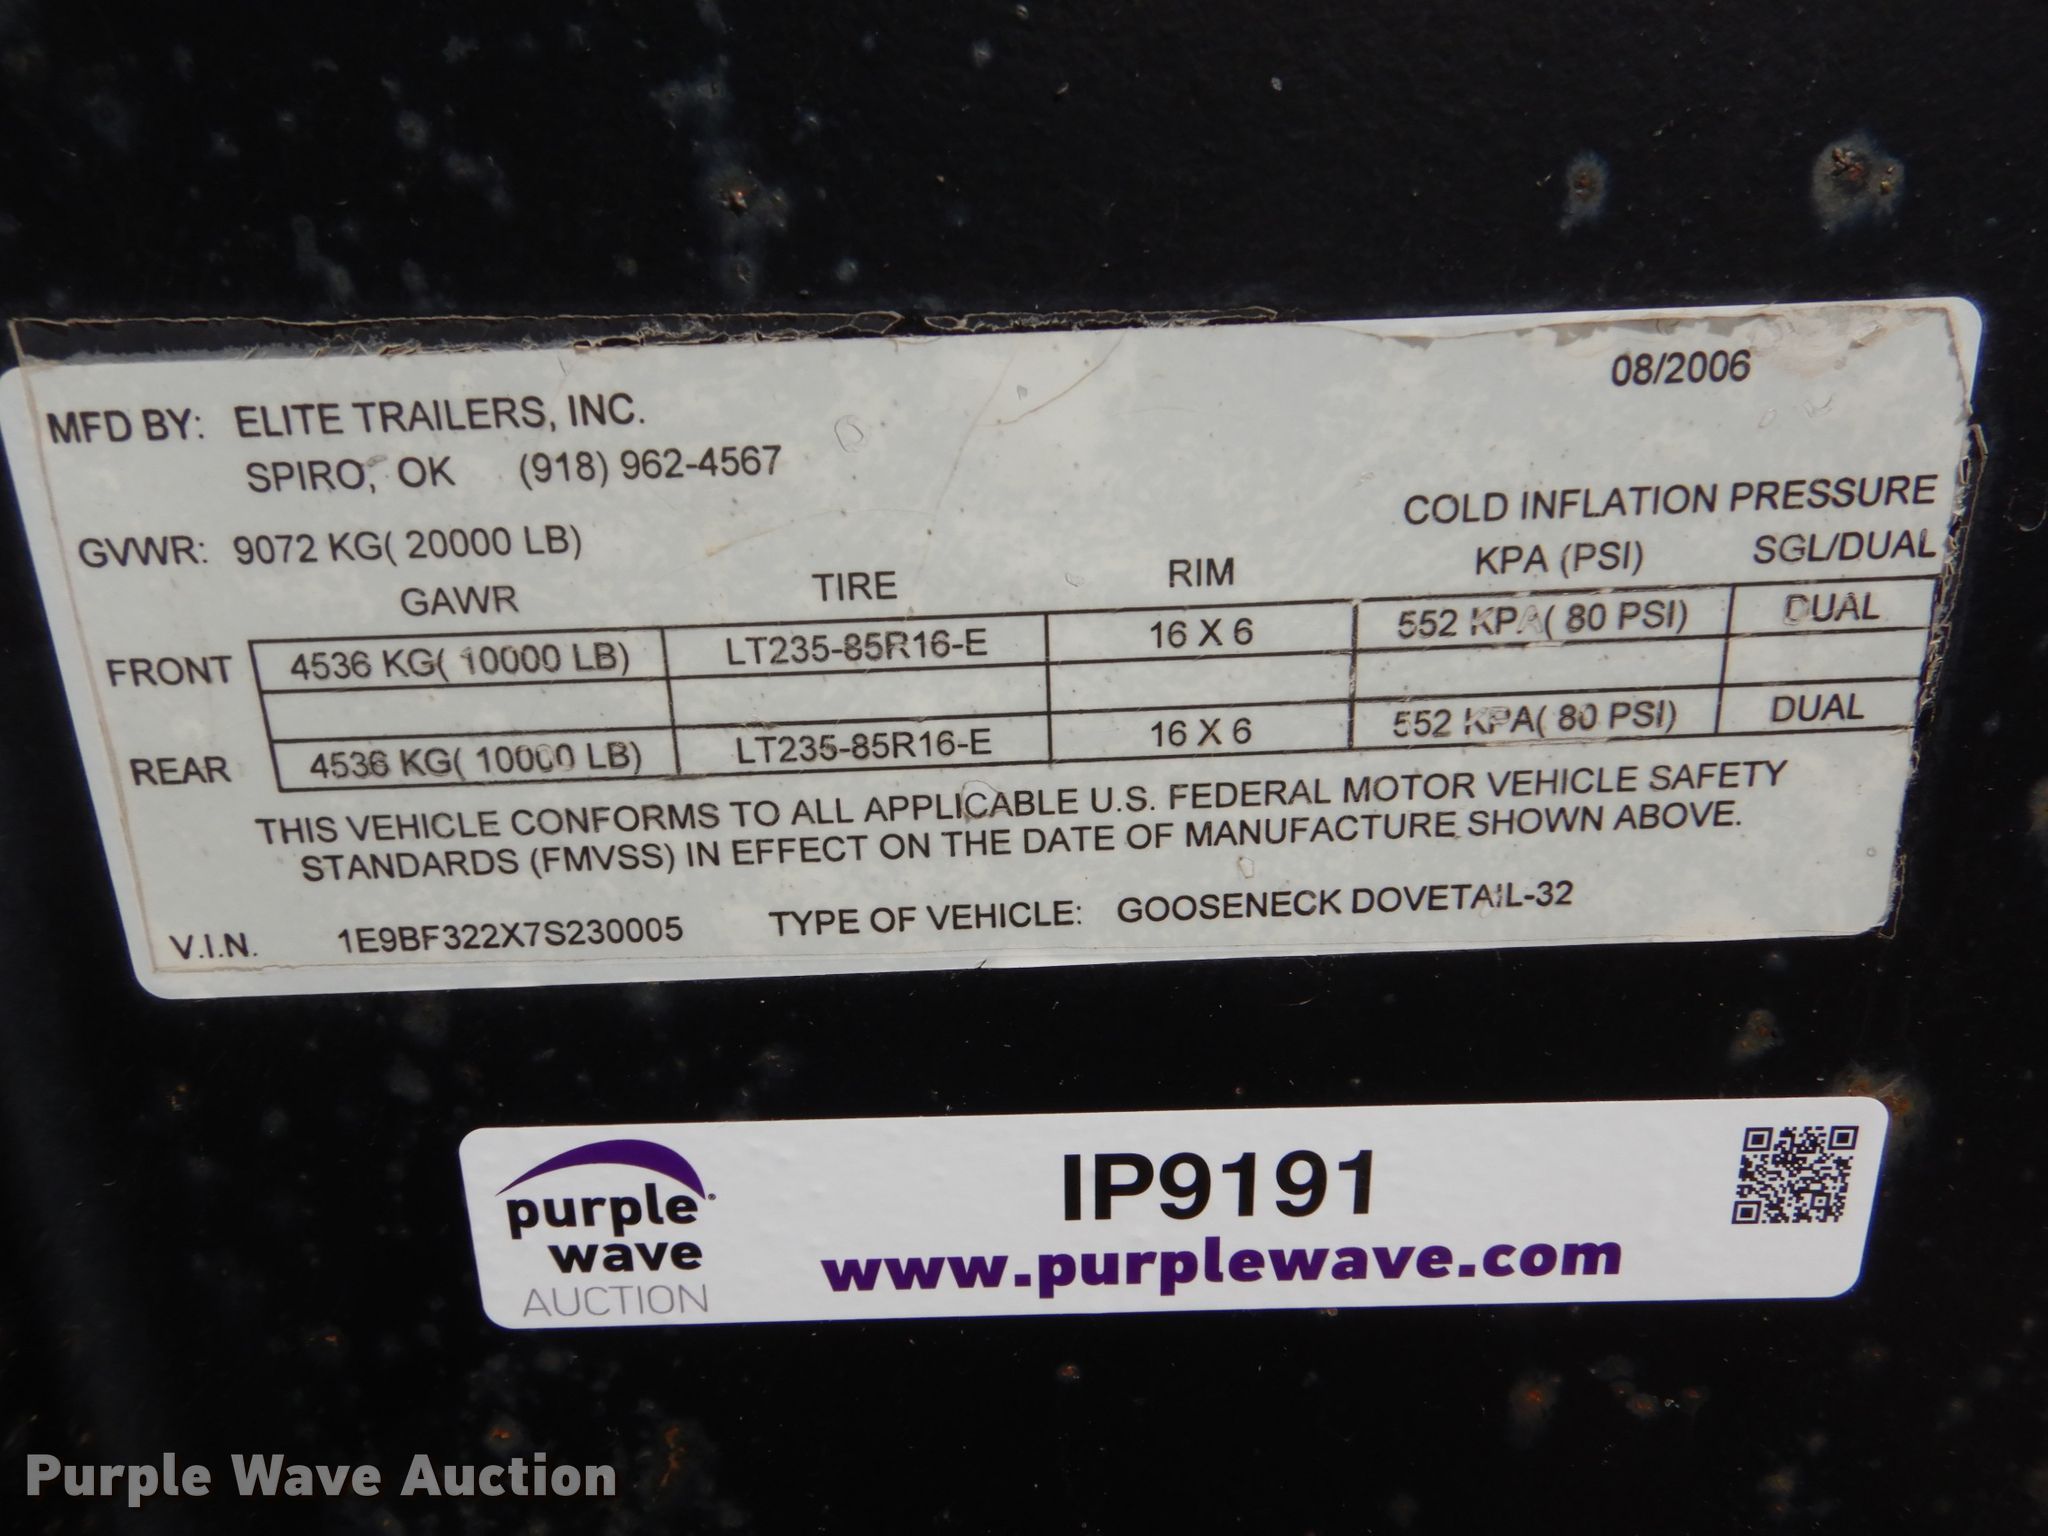 08/2006
MFD BY: ELITE TRAILERS, INC.
SPIRO, OK (918) 962-4567
COLD INFLATION PRESSURE
GVWR: 9072 KG( 20000 LB)
GAWR TIRE RIM KPA (PSI) SGL/DUAL
FRONT 4536 KG( 10000 LB) LT235-85R16-E 16 X 6 552 KPA( 80 PSI) DUAL
REAR 4536 KG( 10000 LB) LT235-85R16-E 16 X 6 552 KPA( 80 PSI) DUAL
THIS VEHICLE CONFORMS TO ALL APPLICABLE U.S. FEDERAL MOTOR VEHICLE SAFETY
STANDARDS (FMVSS) IN EFFECT ON THE DATE OF MANUFACTURE SHOWN ABOVE.
V.I.N. 1E9BF322X7S230005 TYPE OF VEHICLE: GOOSENECK DOVETAIL-32
purple
wave
AUCTION
IP9191
www.purplewave.com
Purple Wave Auction